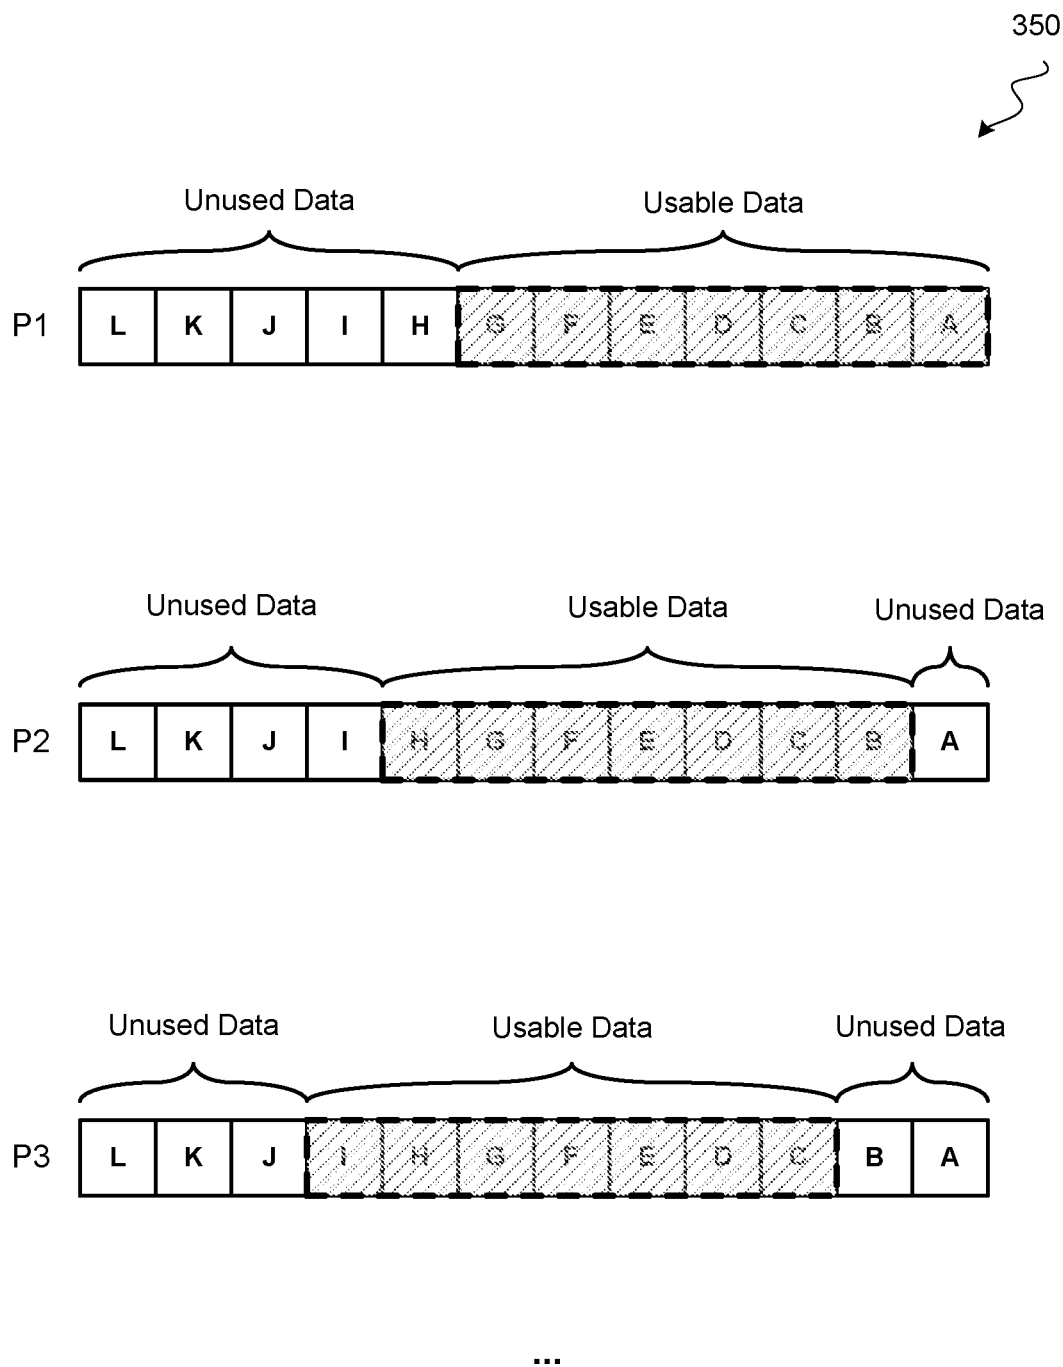 350
Unused Data Usable Data
P1 L K J I H G F E D C B A
Unused Data Usable Data Unused Data
P2 L K J I H G F E D C B A
Unused Data Usable Data Unused Data
P3 L K J I H G F E D C B A
...